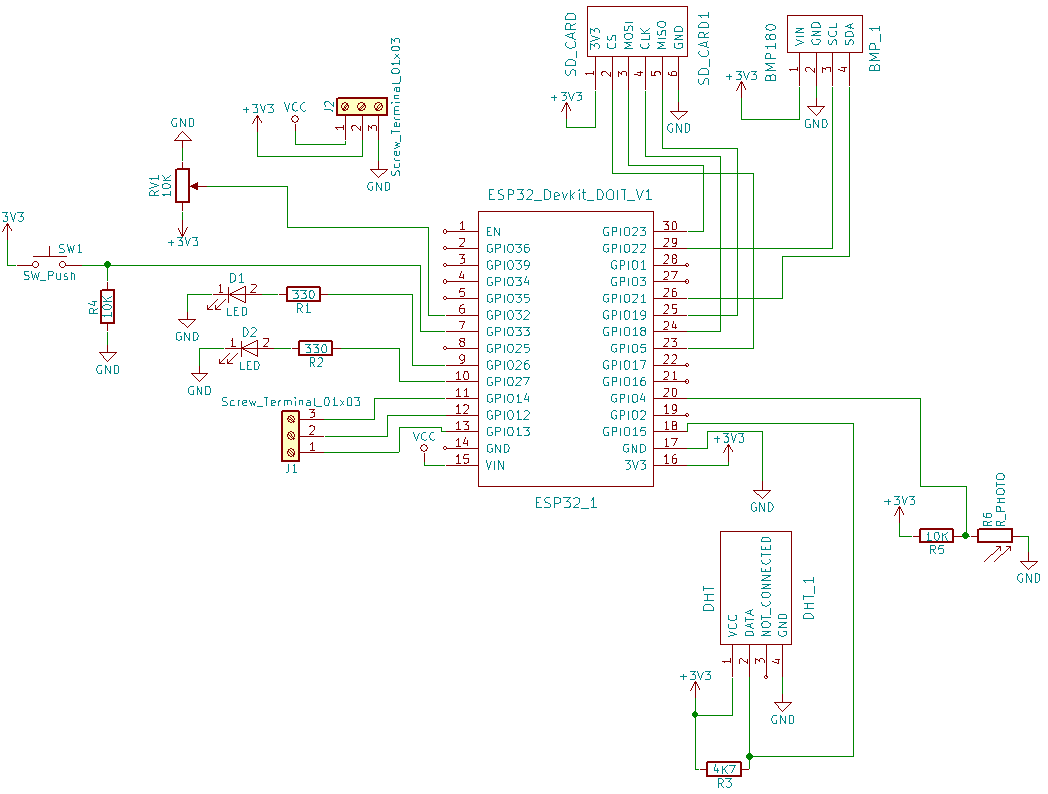 SD_CARD
3V3
CS
MOSI
CLK
MISO
GND
SD_CARD1
1
2
3
4
5
6
+3V3
GND
BMP180
VIN
GND
SCL
SDA
BMP_1
1
2
3
4
+3V3
GND
J2
Screw_Terminal_01x03
1
2
3
+3V3
VCC
GND
GND
RV1
10K
+3V3
3V3
SW1
SW_Push
R4
10K
GND
D1
1
2
LED
330
R1
GND
D2
1
2
LED
330
R2
GND
Screw_Terminal_01x03
3
2
1
J1
VCC
ESP32_Devkit_DOIT_V1
1 EN GPIO23 30
2 GPIO36 GPIO22 29
3 GPIO39 GPIO1 28
4 GPIO34 GPIO3 27
5 GPIO35 GPIO21 26
6 GPIO32 GPIO19 25
7 GPIO33 GPIO18 24
8 GPIO25 GPIO5 23
9 GPIO26 GPIO17 22
10 GPIO27 GPIO16 21
11 GPIO14 GPIO4 20
12 GPIO12 GPIO2 19
13 GPIO13 GPIO15 18
14 GND GND 17
15 VIN 3V3 16
ESP32_1
+3V3
GND
+3V3
10K
R5
R6
R_PHOTO
GND
DHT
VCC
DATA
NOT_CONNECTED
GND
DHT_1
1
2
3
4
+3V3
GND
4K7
R3